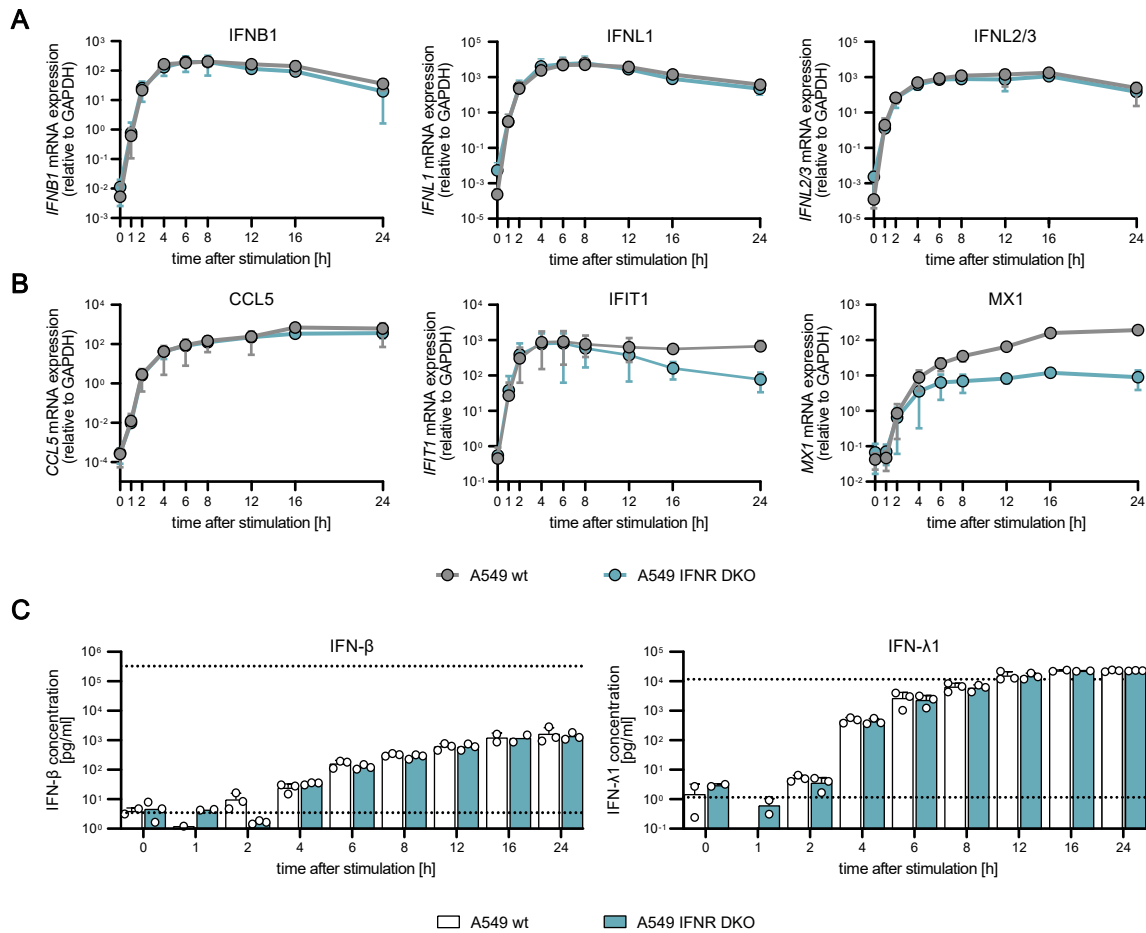 A
IFNB1
IFNL1
IFNL2/3
IFNB1 mRNA expression
(relative to GAPDH)
10³
10²
10¹
10⁰
10⁻¹
10⁻²
10⁻³
0 1 2 4 6 8 12 16 24
time after stimulation [h]
IFNL1 mRNA expression
(relative to GAPDH)
10⁵
10³
10¹
10⁻¹
10⁻³
10⁻⁵
0 1 2 4 6 8 12 16 24
time after stimulation [h]
IFNL2/3 mRNA expression
(relative to GAPDH)
10⁵
10³
10¹
10⁻¹
10⁻³
10⁻⁵
0 1 2 4 6 8 12 16 24
time after stimulation [h]
B
CCL5
IFIT1
MX1
CCL5 mRNA expression
(relative to GAPDH)
10⁴
10²
10⁰
10⁻²
10⁻⁴
0 1 2 4 6 8 12 16 24
time after stimulation [h]
IFIT1 mRNA expression
(relative to GAPDH)
10⁴
10³
10²
10¹
10⁰
10⁻¹
0 1 2 4 6 8 12 16 24
time after stimulation [h]
MX1 mRNA expression
(relative to GAPDH)
10³
10²
10¹
10⁰
10⁻¹
10⁻²
0 1 2 4 6 8 12 16 24
time after stimulation [h]
A549 wt
A549 IFNR DKO
C
IFN-β
IFN-λ1
IFN-β concentration
[pg/ml]
10⁶
10⁵
10⁴
10³
10²
10¹
10⁰
0 1 2 4 6 8 12 16 24
time after stimulation [h]
IFN-λ1 concentration
[pg/ml]
10⁵
10⁴
10³
10²
10¹
10⁰
10⁻¹
0 1 2 4 6 8 12 16 24
time after stimulation [h]
A549 wt
A549 IFNR DKO